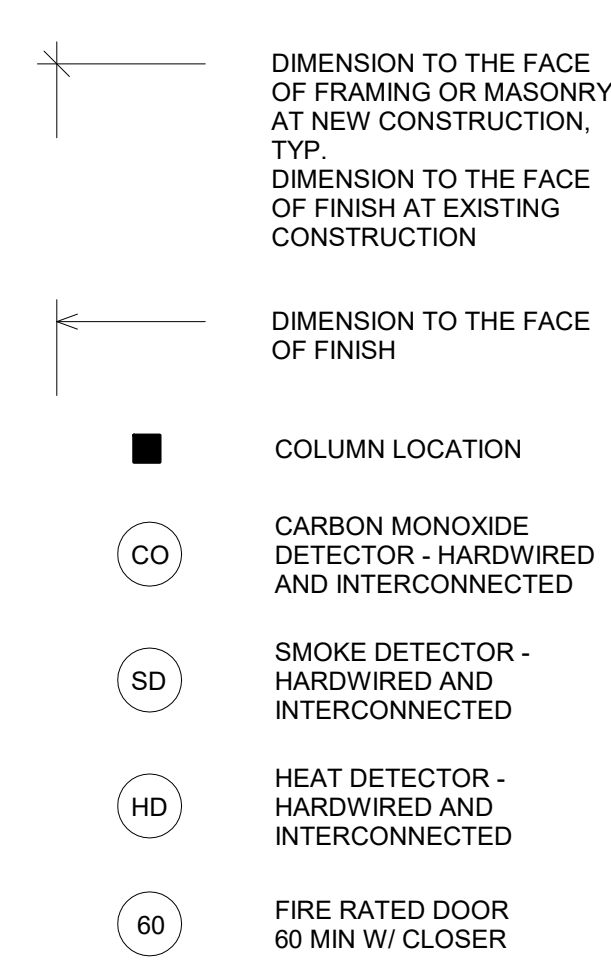 DIMENSION TO THE FACE
OF FRAMING OR MASONRY
AT NEW CONSTRUCTION,
TYP.
DIMENSION TO THE FACE
OF FINISH AT EXISTING
CONSTRUCTION
DIMENSION TO THE FACE
OF FINISH
COLUMN LOCATION
CO
CARBON MONOXIDE
DETECTOR - HARDWIRED
AND INTERCONNECTED
SD
SMOKE DETECTOR -
HARDWIRED AND
INTERCONNECTED
HD
HEAT DETECTOR -
HARDWIRED AND
INTERCONNECTED
60
FIRE RATED DOOR
60 MIN W/ CLOSER